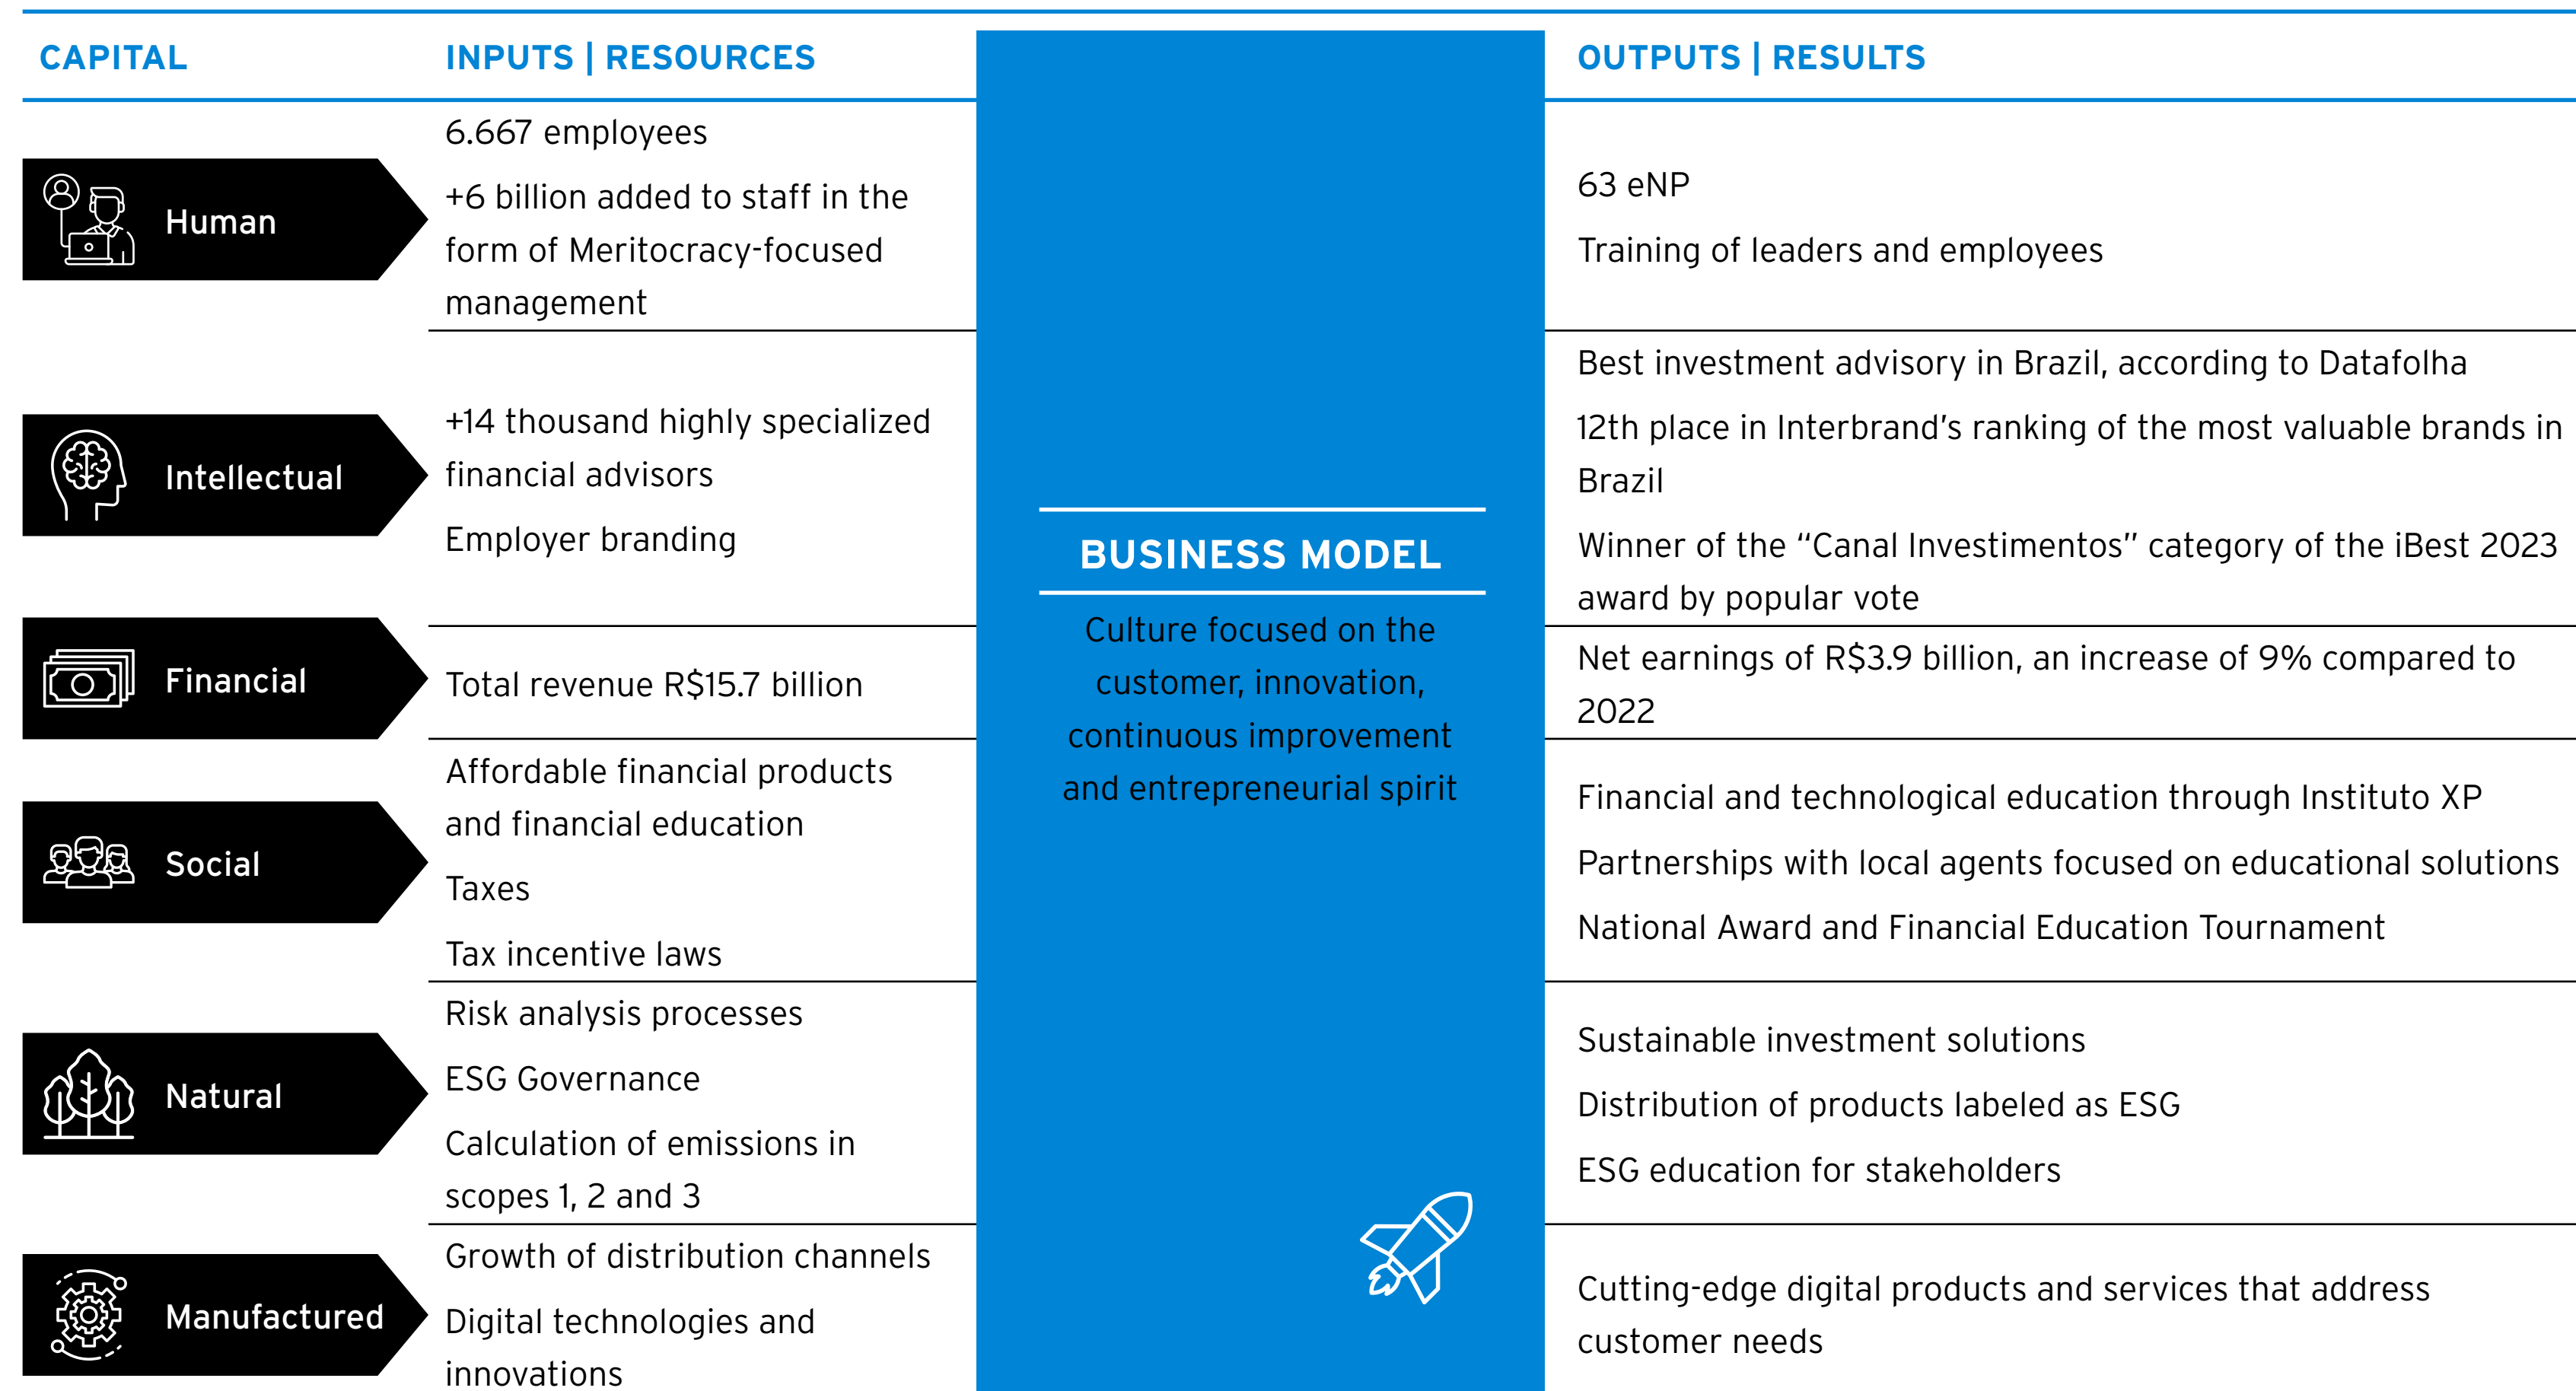 CAPITAL
INPUTS | RESOURCES
OUTPUTS | RESULTS
Human
6.667 employees
+6 billion added to staff in the
form of Meritocracy-focused
management
63 eNP
Training of leaders and employees
Intellectual
+14 thousand highly specialized
financial advisors
Employer branding
Best investment advisory in Brazil, according to Datafolha
12th place in Interbrand’s ranking of the most valuable brands in
Brazil
Winner of the “Canal Investimentos” category of the iBest 2023
award by popular vote
Financial
Total revenue R$15.7 billion
Net earnings of R$3.9 billion, an increase of 9% compared to
2022
Social
Affordable financial products
and financial education
Taxes
Tax incentive laws
Financial and technological education through Instituto XP
Partnerships with local agents focused on educational solutions
National Award and Financial Education Tournament
Natural
Risk analysis processes
ESG Governance
Calculation of emissions in
scopes 1, 2 and 3
Sustainable investment solutions
Distribution of products labeled as ESG
ESG education for stakeholders
Manufactured
Growth of distribution channels
Digital technologies and
innovations
Cutting-edge digital products and services that address
customer needs
BUSINESS MODEL
Culture focused on the
customer, innovation,
continuous improvement
and entrepreneurial spirit